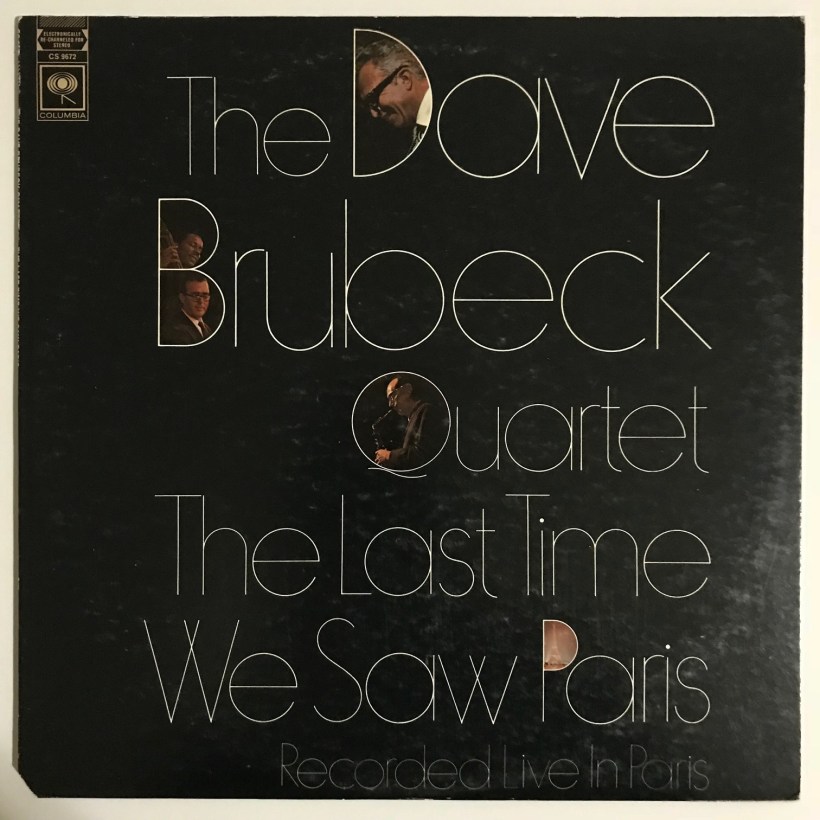 ELECTRONICALLY
RE-CHANNELED FOR
STEREO
CS 9672
COLUMBIA
The Dave
Brubeck
Quartet
The Last Time
We Saw Paris
Recorded Live In Paris